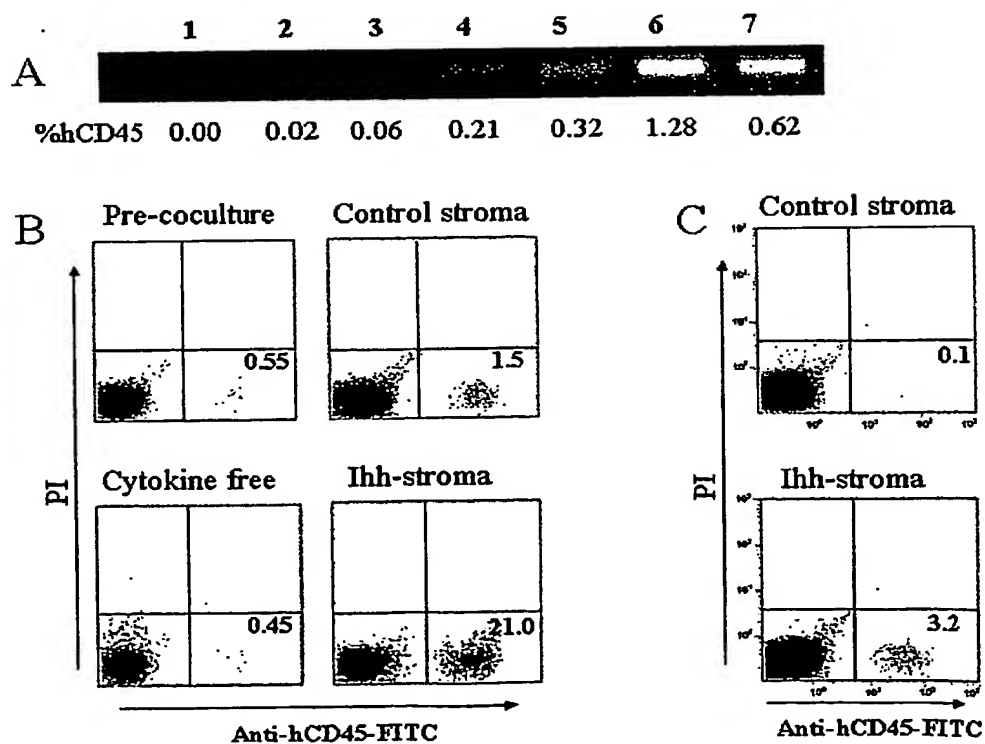 1 2 3 4 5 6 7
A
%hCD45 0.00 0.02 0.06 0.21 0.32 1.28 0.62
B
Pre-coculture Control stroma
0.55 1.5
Cytokine free Ihh-stroma
0.45 21.0
PI
Anti-hCD45-FITC
C
Control stroma
0.1
Ihh-stroma
3.2
PI
Anti-hCD45-FITC